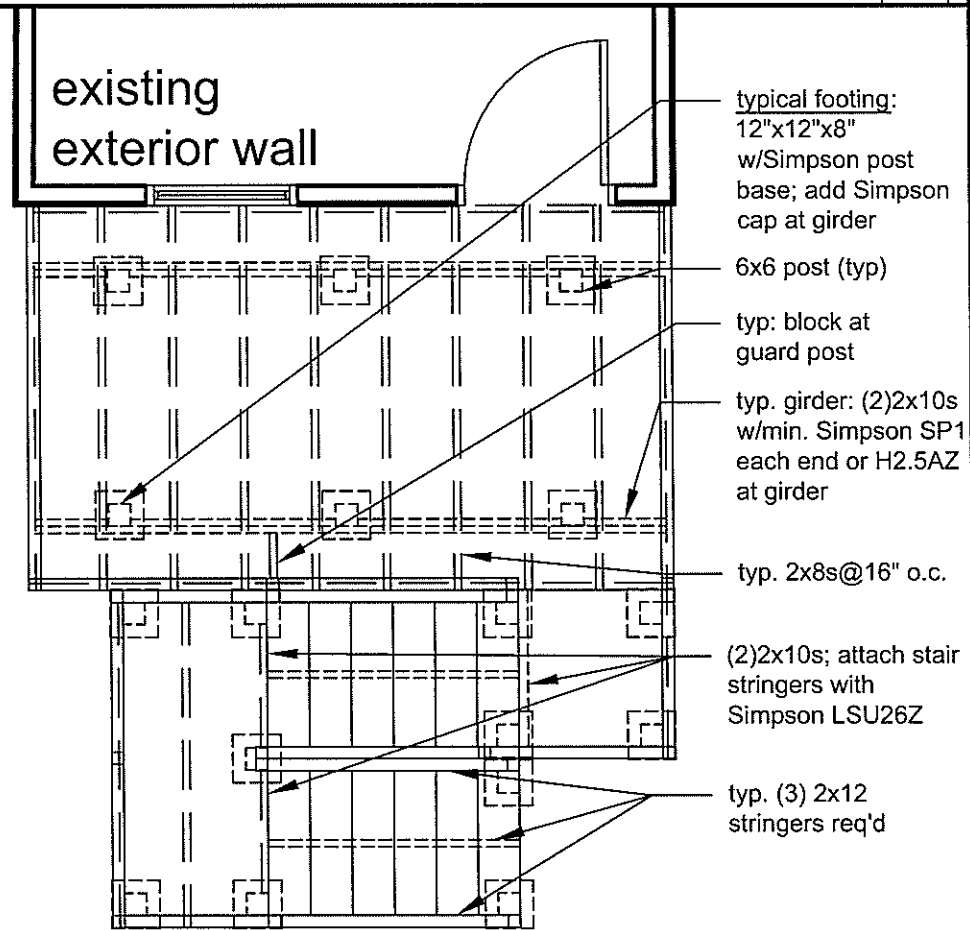 existing
exterior wall
typical footing:
12"x12"x8"
w/Simpson post
base; add Simpson
cap at girder
6x6 post (typ)
typ: block at
guard post
typ. girder: (2)2x10s
w/min. Simpson SP1
each end or H2.5AZ
at girder
typ. 2x8s@16" o.c.
(2)2x10s; attach stair
stringers with
Simpson LSU26Z
typ. (3) 2x12
stringers req'd